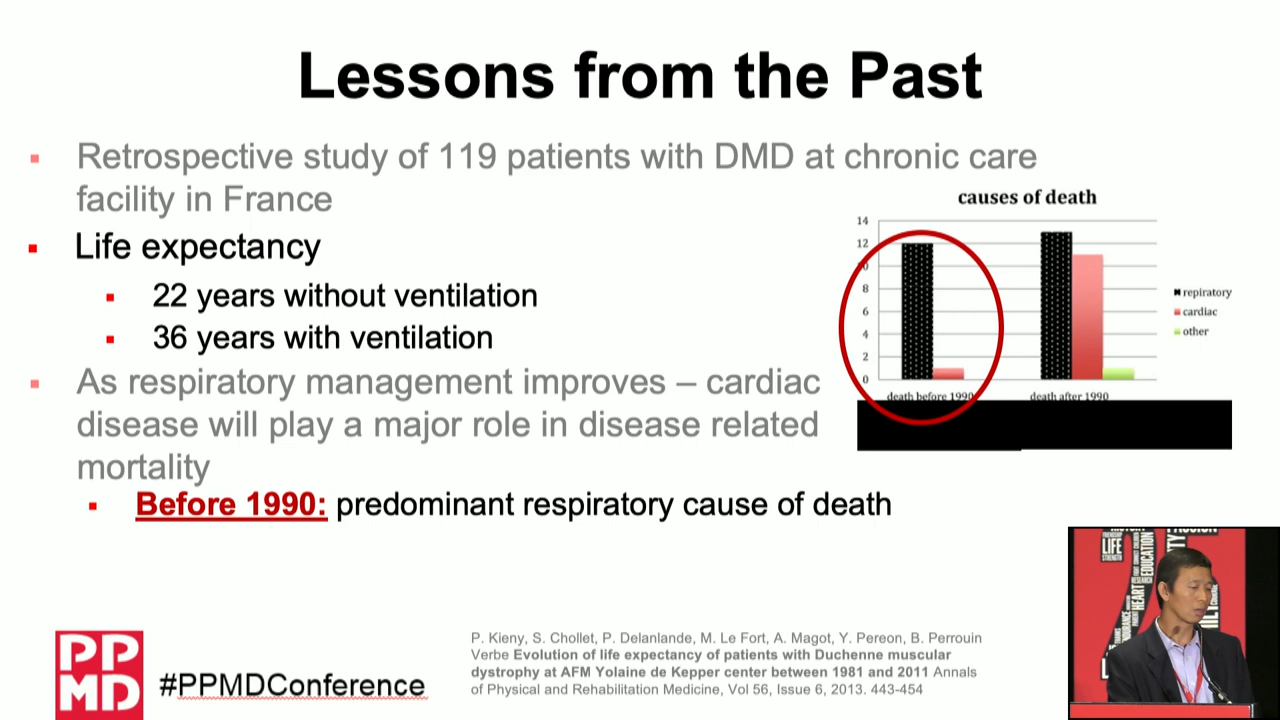 Lessons from the Past
Retrospective study of 119 patients with DMD at chronic care
facility in France
Life expectancy
22 years without ventilation
36 years with ventilation
As respiratory management improves – cardiac
disease will play a major role in disease related
mortality
Before 1990: predominant respiratory cause of death
causes of death
14
12
8
6
4
2
0
death before 1990
death after 1990
repiratory
cardiac
other
P. Kieny, S. Chollet, P. Delanlande, M. Le Fort, A. Magot, Y. Pereon, B. Perrouin
Verbe Evolution of life expectancy of patients with Duchenne muscular
dystrophy at AFM Yolaine de Kepper center between 1981 and 2011 Annals
of Physical and Rehabilitation Medicine, Vol 56, Issue 6, 2013. 443-454
PP
MD
#PPMDConference
LIFE
STRENGTH
EDUCATION
RESEARCH
HEART